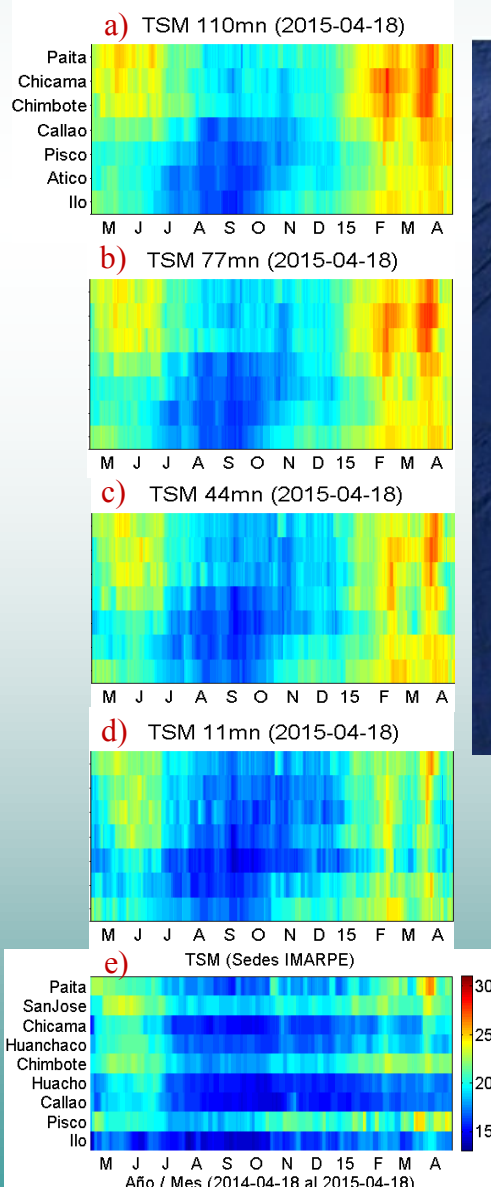 a) TSM 110mn (2015-04-18)
Paita
Chicama
Chimbote
Callao
Pisco
Atico
Ilo
M J J A S O N D 15 F M A
b) TSM 77mn (2015-04-18)
M J J A S O N D 15 F M A
c) TSM 44mn (2015-04-18)
M J J A S O N D 15 F M A
d) TSM 11mn (2015-04-18)
M J J A S O N D 15 F M A
e) TSM (Sedes IMARPE)
Paita
SanJose
Chicama
Huanchaco
Chimbote
Huacho
Callao
Pisco
Ilo
30
25
20
15
M J J A S O N D 15 F M A
Año / Mes (2014-04-18 al 2015-04-18)